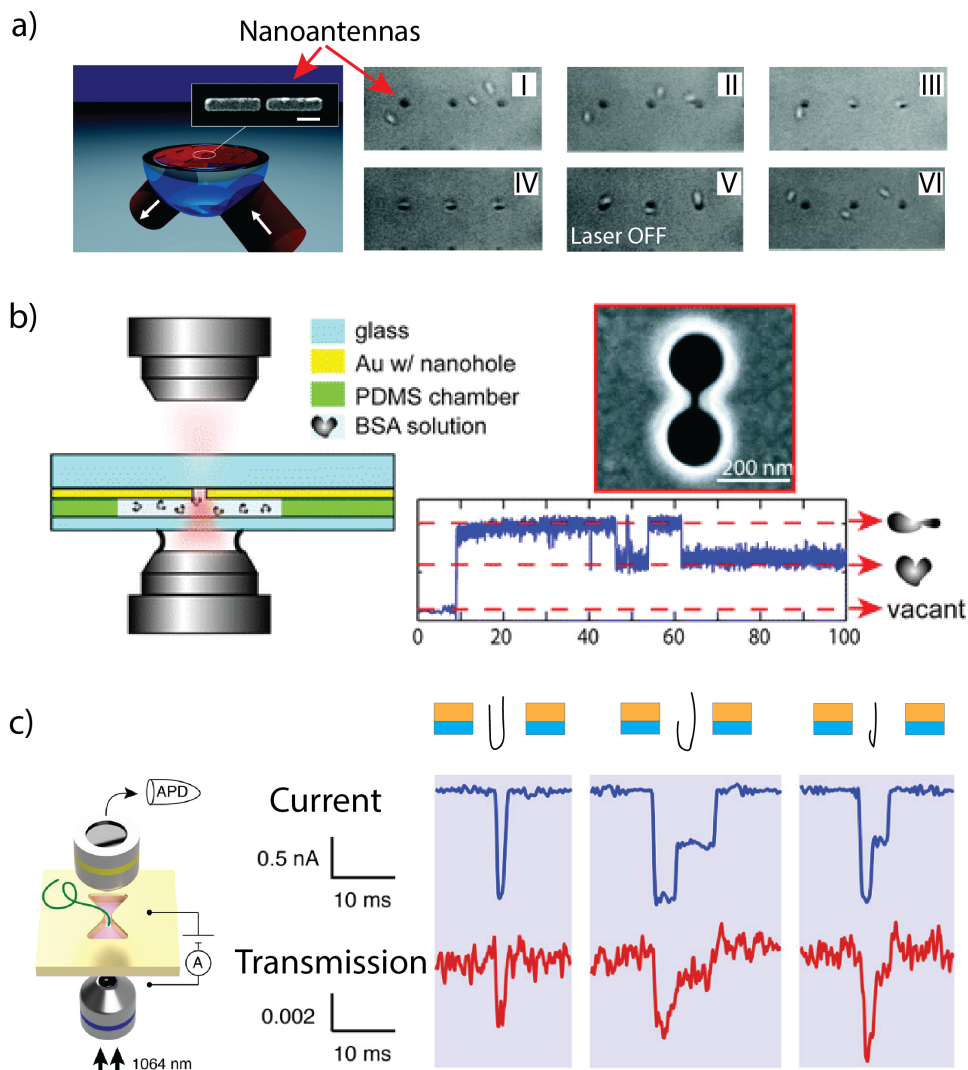 a)
Nanoantennas
I
II
III
IV
V
VI
Laser OFF
b)
glass
Au w/ nanohole
PDMS chamber
BSA solution
200 nm
vacant
0 20 40 60 80 100
c)
APD
A
1064 nm
Current
0.5 nA
10 ms
Transmission
0.002
10 ms